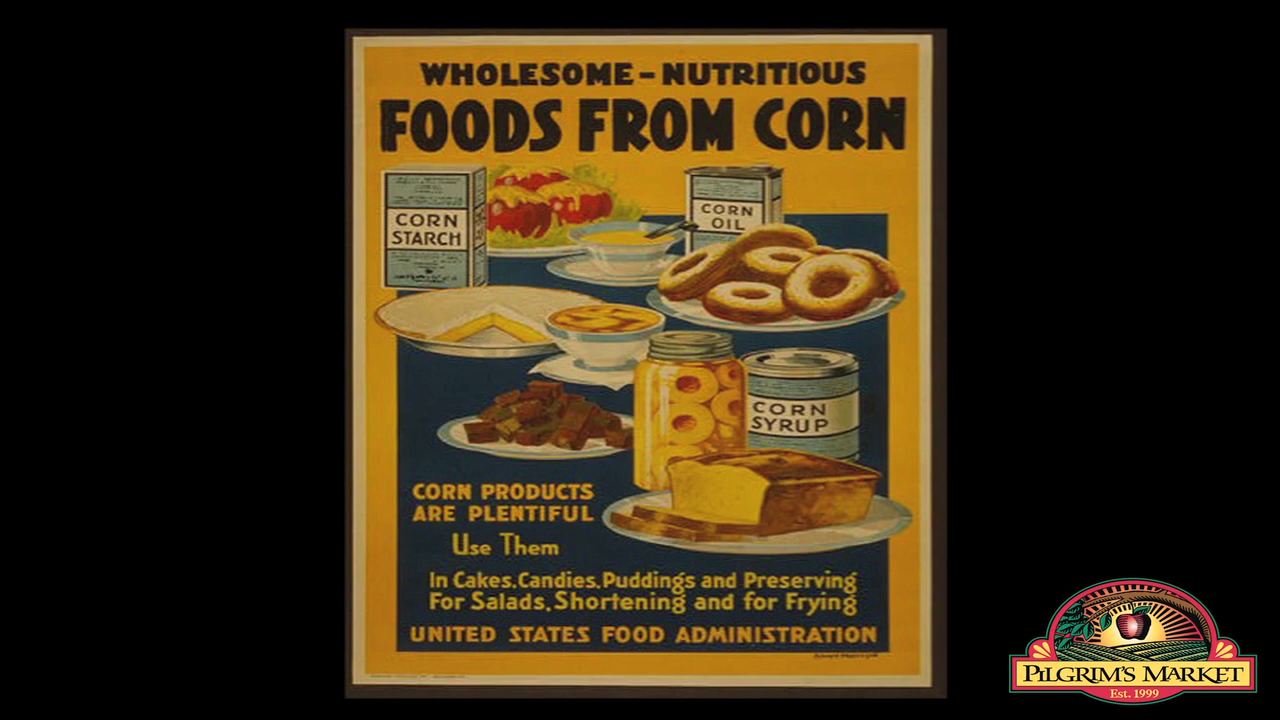 WHOLESOME – NUTRITIOUS
FOODS FROM CORN
CORN
STARCH
CORN
OIL
CORN
SYRUP
CORN PRODUCTS
ARE PLENTIFUL
Use Them
In Cakes, Candies, Puddings and Preserving
For Salads, Shortening and for Frying
UNITED STATES FOOD ADMINISTRATION
PILGRIM'S MARKET
Est. 1999